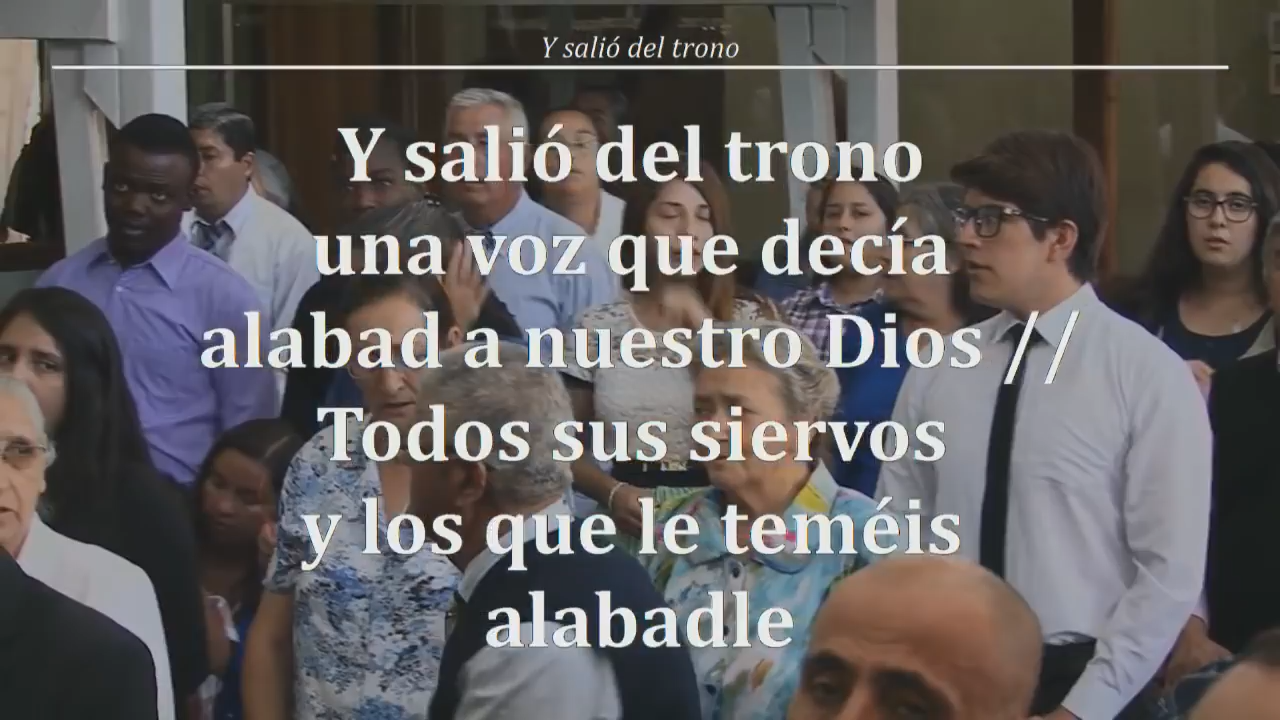 Y salió del trono
Y salió del trono
una voz que decía
alabad a nuestro Dios //
Todos sus siervos
y los que le teméis
alabadle